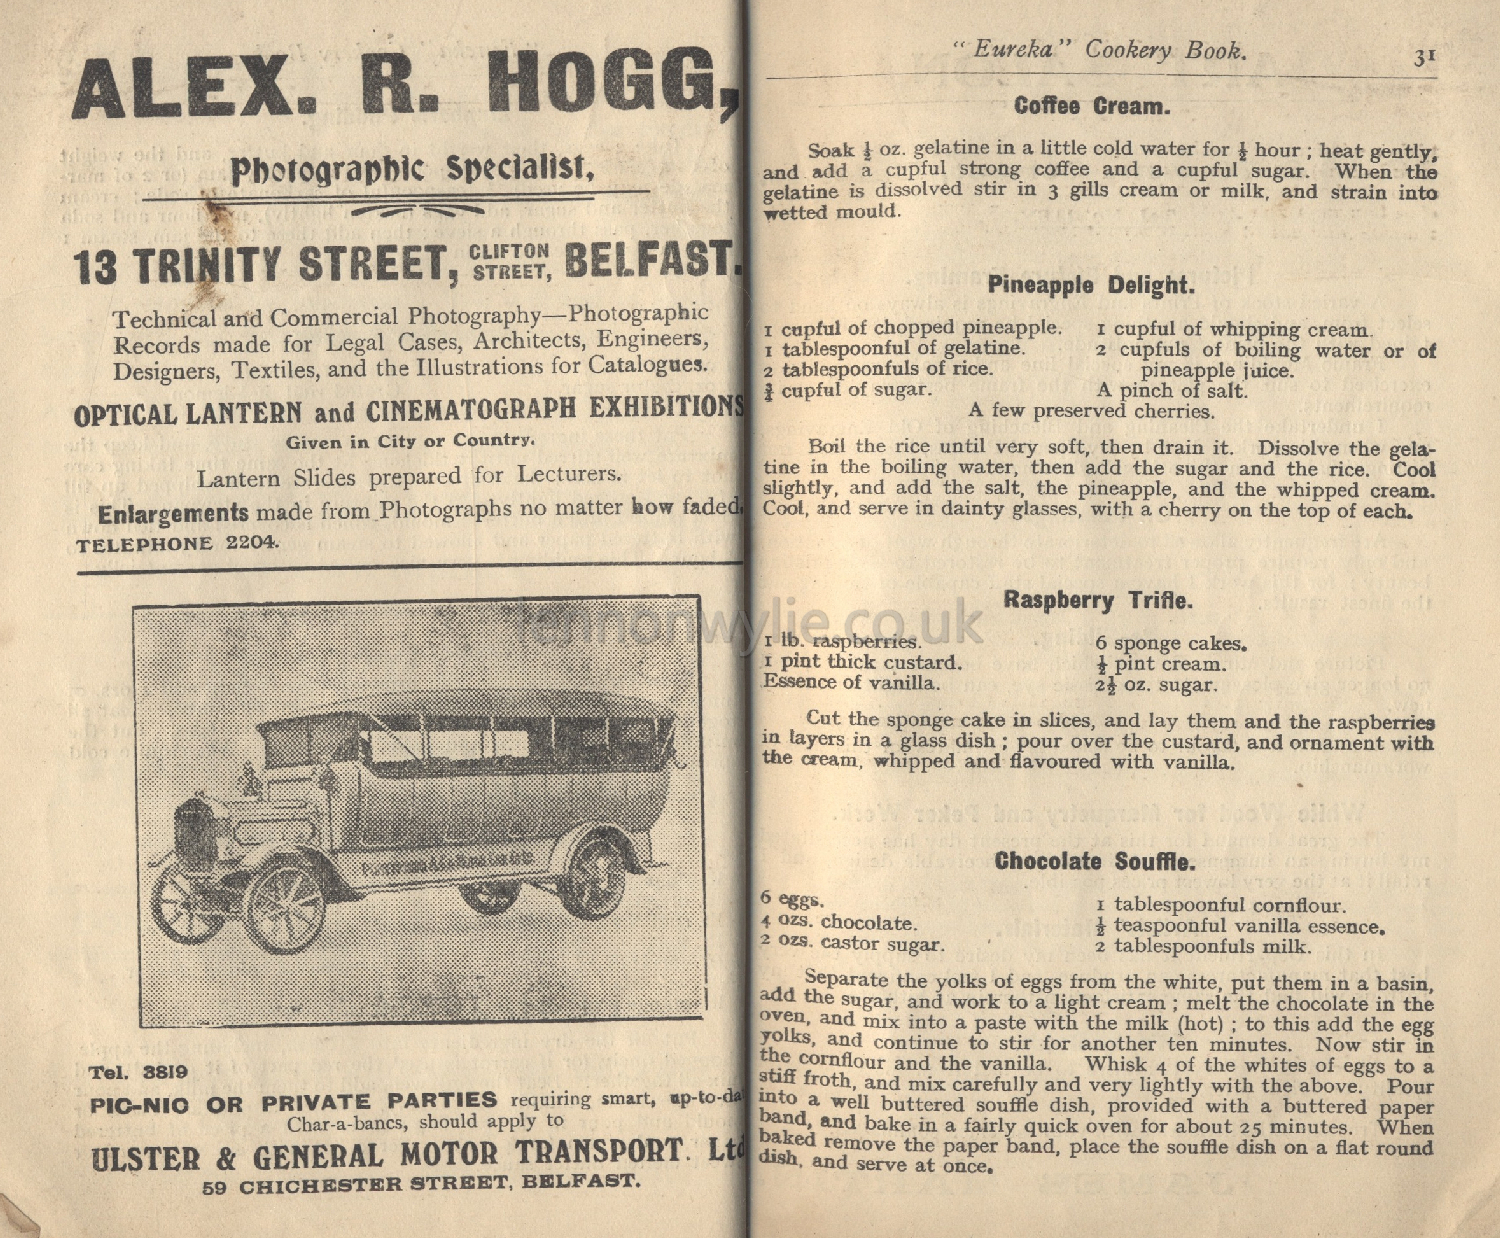 ALEX. R. HOGG,
Photographic Specialist,
13 TRINITY STREET, CLIFTON STREET, BELFAST.
Technical and Commercial Photography—Photographic
Records made for Legal Cases, Architects, Engineers,
Designers, Textiles, and the Illustrations for Catalogues.
OPTICAL LANTERN and CINEMATOGRAPH EXHIBITIONS
Given in City or Country.
Lantern Slides prepared for Lecturers.
Enlargements made from Photographs no matter how faded.
TELEPHONE 2204.
Tel. 3819
PIC-NIC OR PRIVATE PARTIES requiring smart, up-to-da
Char-a-bancs, should apply to
ULSTER & GENERAL MOTOR TRANSPORT. Ltd
59 CHICHESTER STREET, BELFAST.
"Eureka" Cookery Book. 31
Coffee Cream.
Soak ½ oz. gelatine in a little cold water for ½ hour ; heat gently,
and add a cupful strong coffee and a cupful sugar. When the
gelatine is dissolved stir in 3 gills cream or milk, and strain into
wetted mould.
Pineapple Delight.
1 cupful of chopped pineapple. 1 cupful of whipping cream.
1 tablespoonful of gelatine. 2 cupfuls of boiling water or of
2 tablespoonfuls of rice. pineapple juice.
cupful of sugar. A pinch of salt.
A few preserved cherries.
Boil the rice until very soft, then drain it. Dissolve the gela-
tine in the boiling water, then add the sugar and the rice. Cool
slightly, and add the salt, the pineapple, and the whipped cream.
Cool, and serve in dainty glasses, with a cherry on the top of each.
Raspberry Trifle.
1 lb. raspberries. 6 sponge cakes.
1 pint thick custard. ½ pint cream.
Essence of vanilla. 2½ oz. sugar.
Cut the sponge cake in slices, and lay them and the raspberries
in layers in a glass dish ; pour over the custard, and ornament with
the cream, whipped and flavoured with vanilla.
Chocolate Souffle.
6 eggs. 1 tablespoonful cornflour.
4 ozs. chocolate. ½ teaspoonful vanilla essence.
2 ozs. castor sugar. 2 tablespoonfuls milk.
Separate the yolks of eggs from the white, put them in a basin,
add the sugar, and work to a light cream ; melt the chocolate in the
oven, and mix into a paste with the milk (hot) ; to this add the egg
yolks, and continue to stir for another ten minutes. Now stir in
the cornflour and the vanilla. Whisk 4 of the whites of eggs to a
stiff froth, and mix carefully and very lightly with the above. Pour
into a well buttered souffle dish, provided with a buttered paper
band, and bake in a fairly quick oven for about 25 minutes. When
baked remove the paper band, place the souffle dish on a flat round
dish, and serve at once.
lennonwylie.co.uk